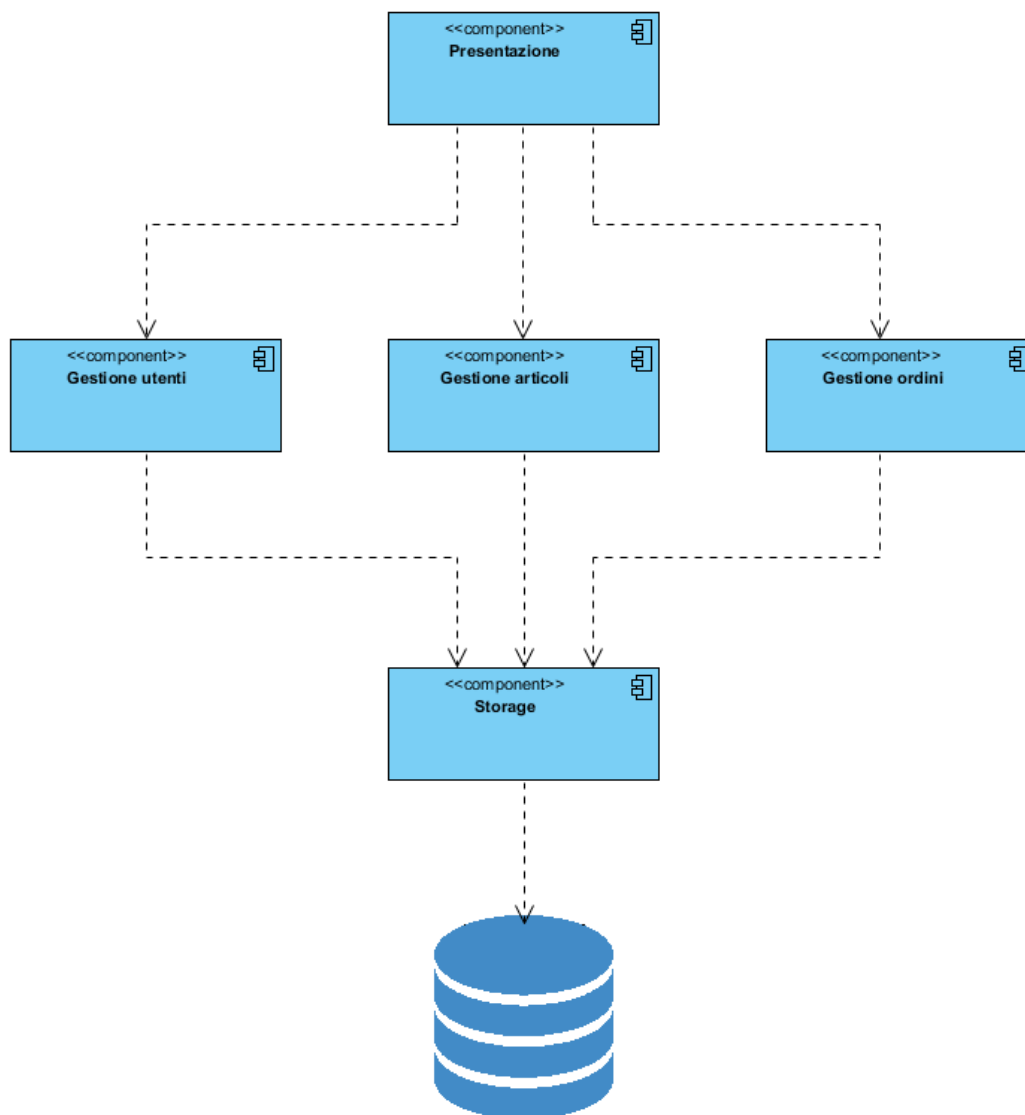 <<component>>
Presentazione
<<component>>
Gestione utenti
<<component>>
Gestione articoli
<<component>>
Gestione ordini
<<component>>
Storage